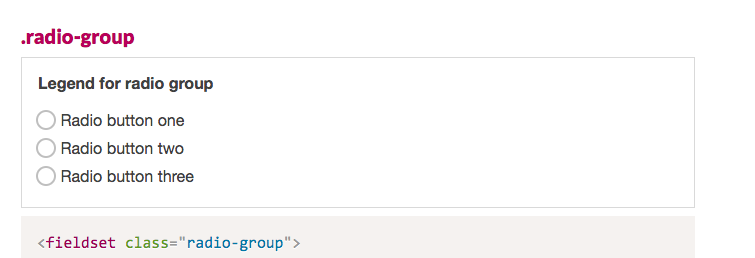 .radio-group
Legend for radio group
Radio button one
Radio button two
Radio button three
<fieldset class="radio-group">